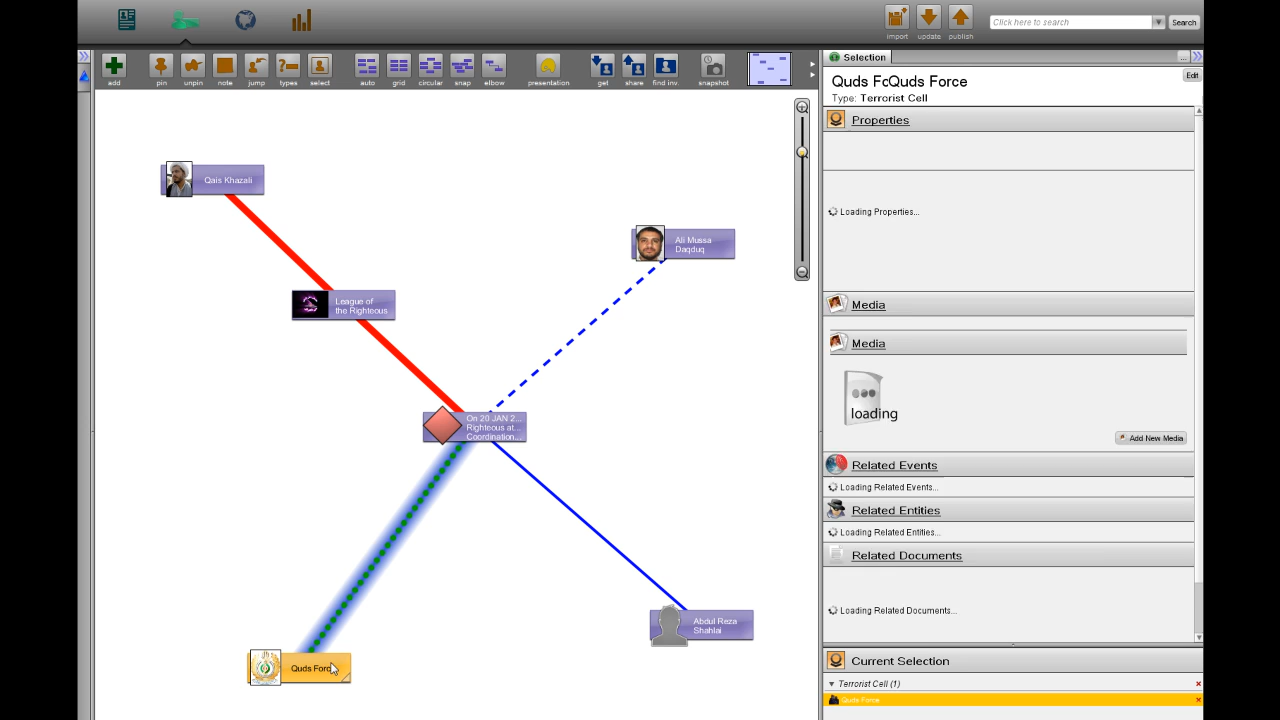 import
update
publish
Click here to search
Search
add
pin
unpin
note
jump
types
select
auto
grid
circular
snap
elbow
presentation
get
share
find inv.
snapshot
Selection
...
Quds FcQuds Force
Edit
Type: Terrorist Cell
Properties
Loading Properties...
Media
Media
loading
Add New Media
Related Events
Loading Related Events...
Related Entities
Loading Related Entities...
Related Documents
Loading Related Documents...
Current Selection
Terrorist Cell (1)
Quds Force
Qais Khazali
Ali Mussa
Daqduq
League of
the Righteous
On 20 JAN 2...
Righteous at...
Coordination...
Abdul Reza
Shahlai
Quds Force